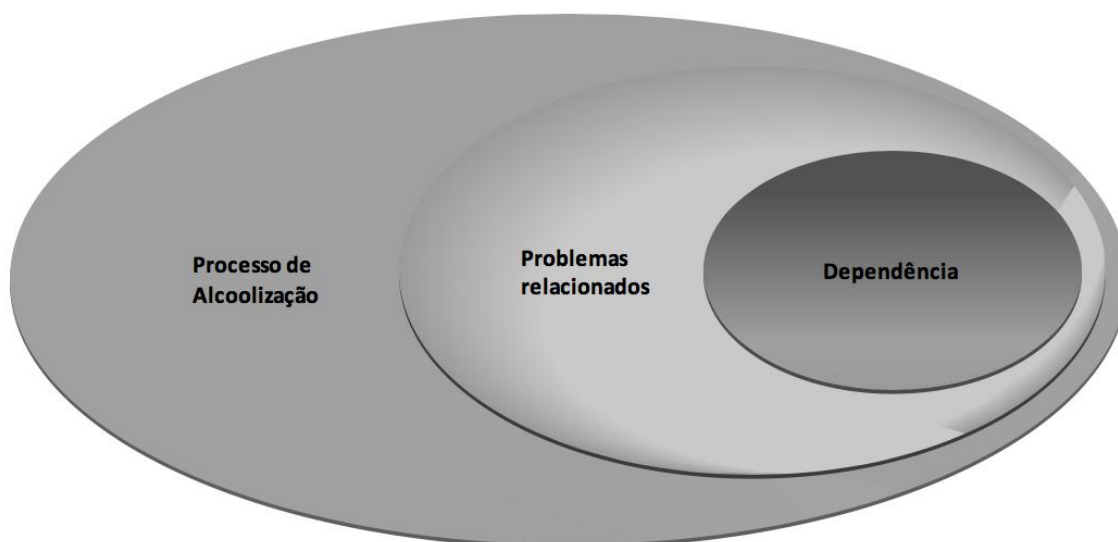 Processo de
Alcoolização
Problemas
relacionados
Dependência